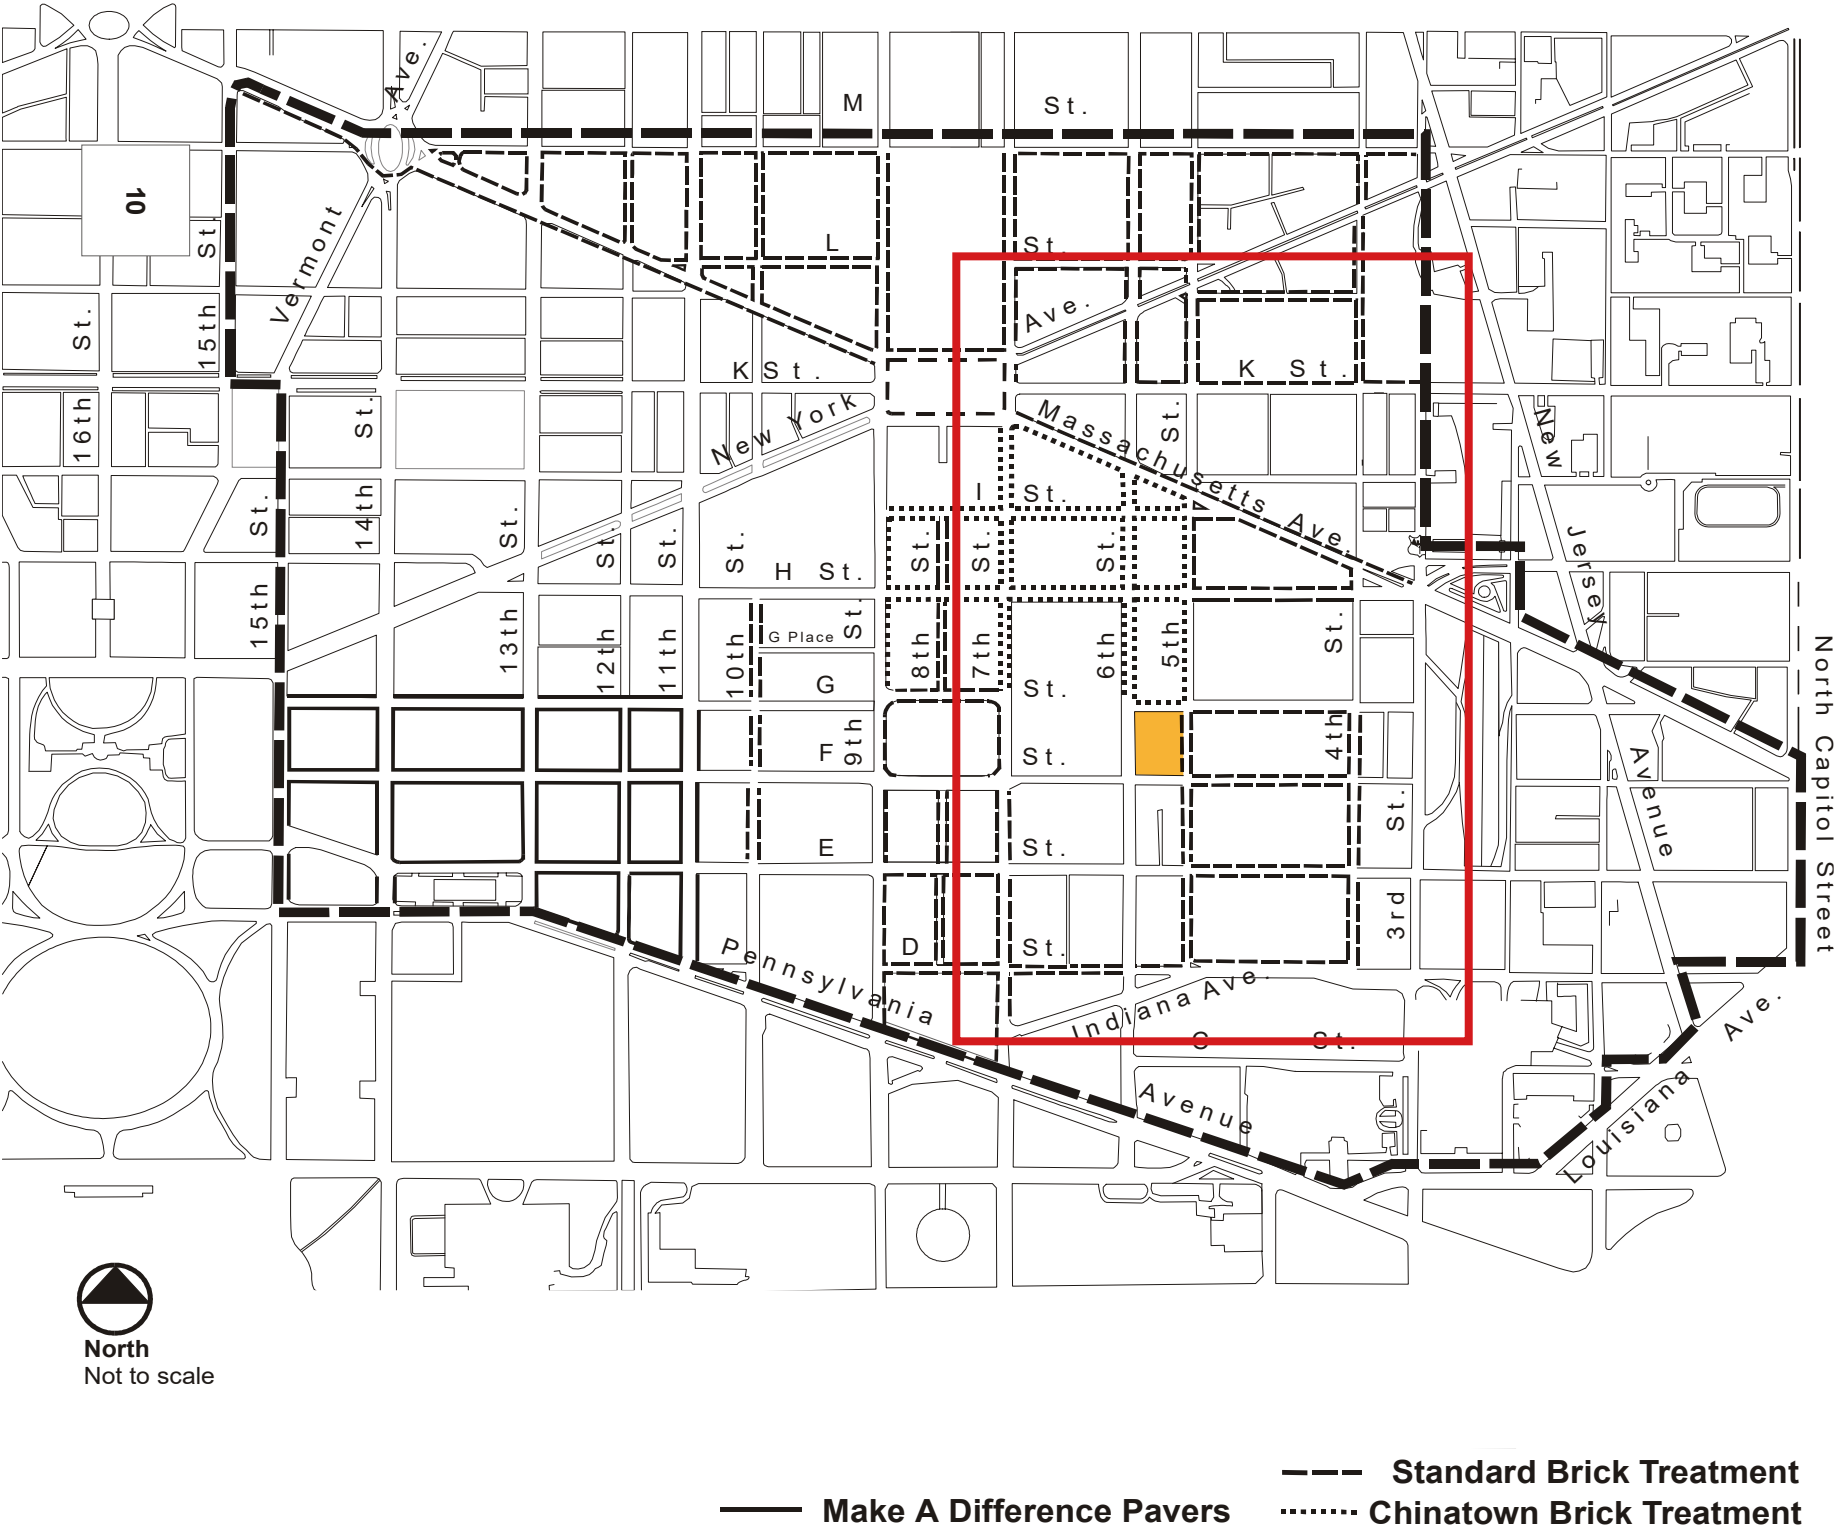 Ave.
M St.
10
St.
Vermont
L St.
15th
St.
Ave.
K St.
K St.
16th
St.
New York
Massachusetts Ave.
St.
New
I St.
14th
St.
St.
St.
St.
St.
St.
St.
St.
Jersey
H St.
15th
13th
12th
11th
10th
G Place
St.
8th
7th
6th
5th
St.
G St.
F St.
9th
4th
North Capitol Street
Avenue
E St.
St.
3rd
D St.
Pennsylvania
Indiana Ave.
C St.
Ave.
Avenue
Louisiana
North
Not to scale
Standard Brick Treatment
Make A Difference Pavers
Chinatown Brick Treatment